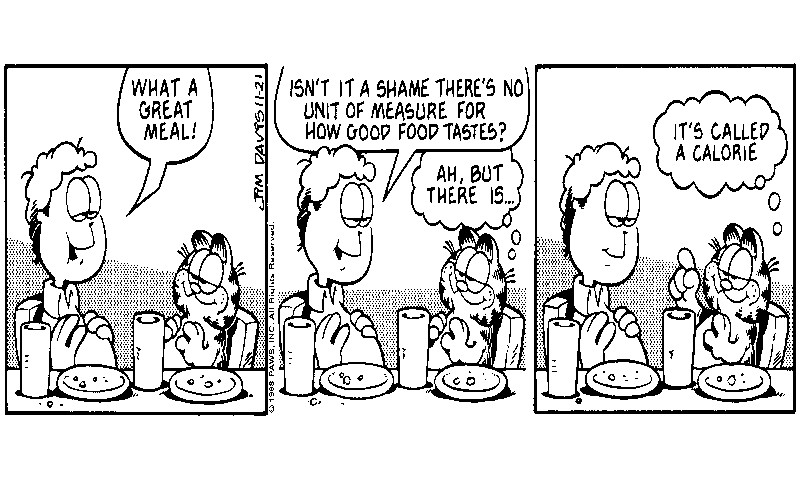 WHAT A
GREAT
MEAL!
JIM DAVIS 11-21
ISN'T IT A SHAME THERE'S NO
UNIT OF MEASURE FOR
HOW GOOD FOOD TASTES?
AH, BUT
THERE IS...
© 1988 PAWS, INC. All Rights Reserved.
IT'S CALLED
A CALORIE